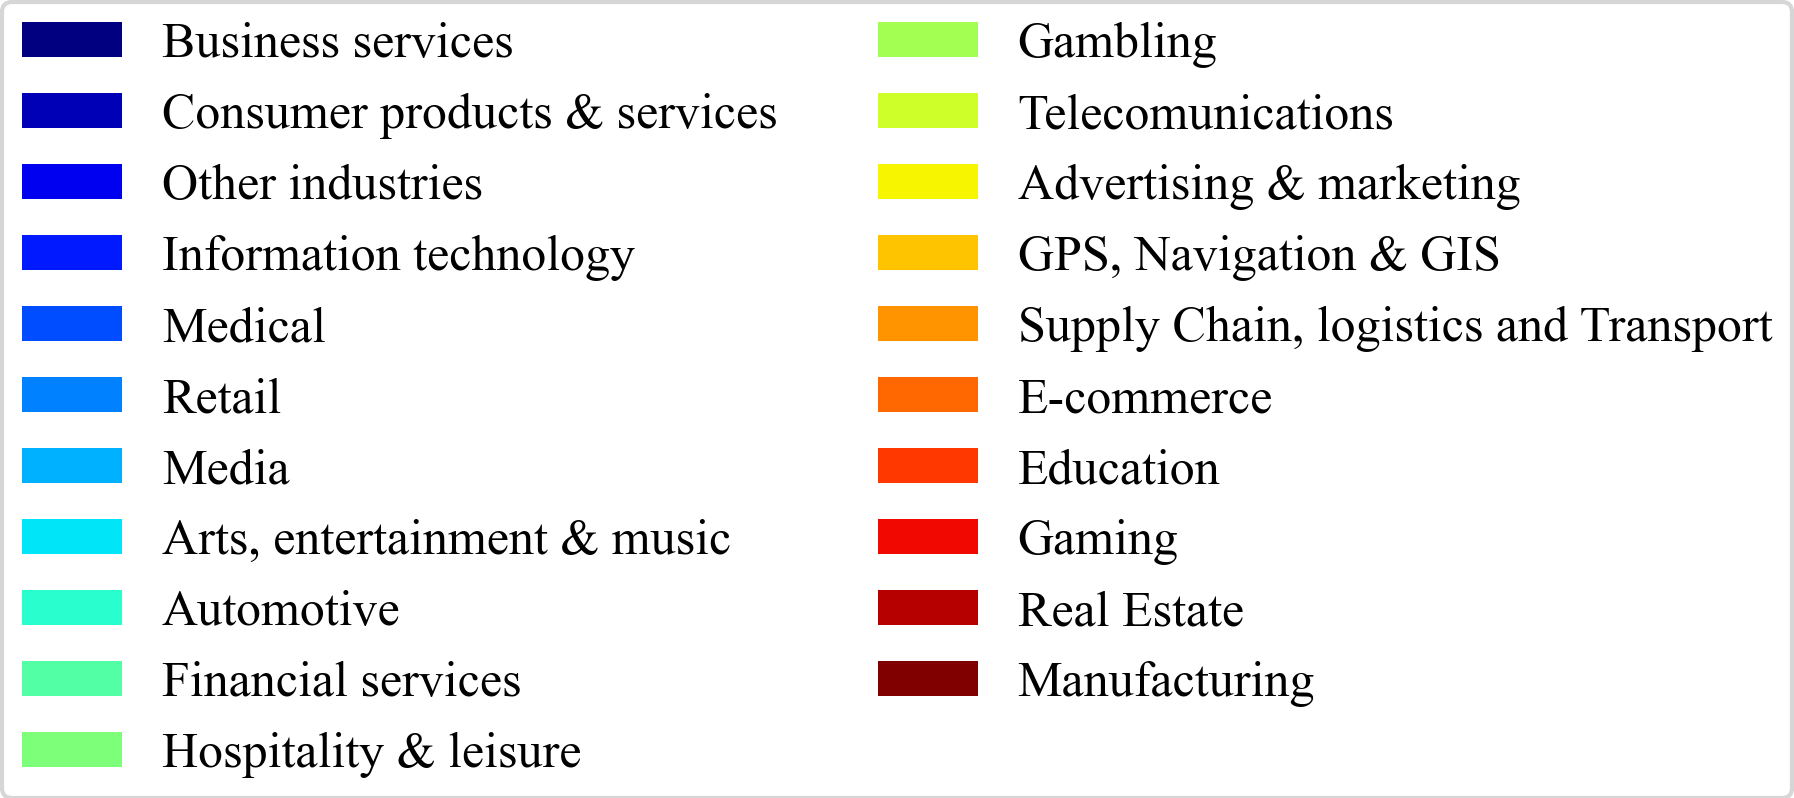 Business services
Consumer products & services
Other industries
Information technology
Medical
Retail
Media
Arts, entertainment & music
Automotive
Financial services
Hospitality & leisure
Gambling
Telecomunications
Advertising & marketing
GPS, Navigation & GIS
Supply Chain, logistics and Transport
E-commerce
Education
Gaming
Real Estate
Manufacturing